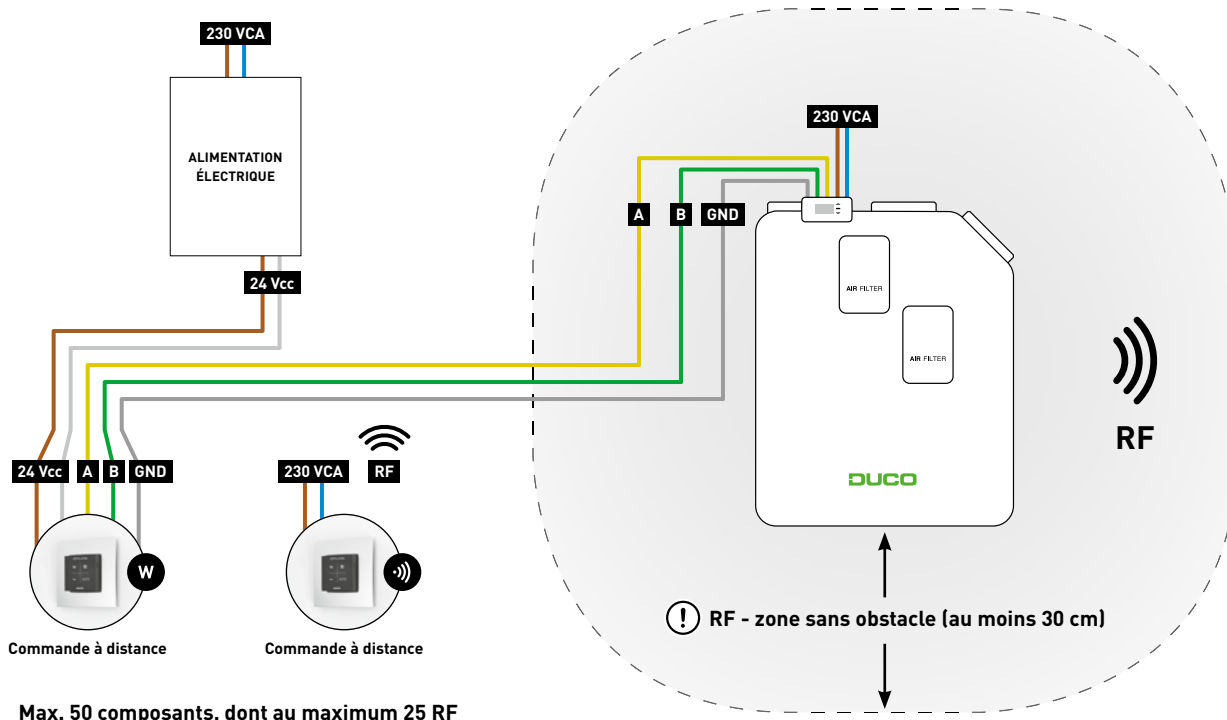 230 VCA
ALIMENTATION
ÉLECTRIQUE
24 Vcc
230 VCA
A
B
GND
AIR FILTER
AIR FILTER
DUCO
RF
24 Vcc
A
B
GND
W
Commande à distance
230 VCA
RF
Commande à distance
! RF - zone sans obstacle (au moins 30 cm)
Max. 50 composants, dont au maximum 25 RF